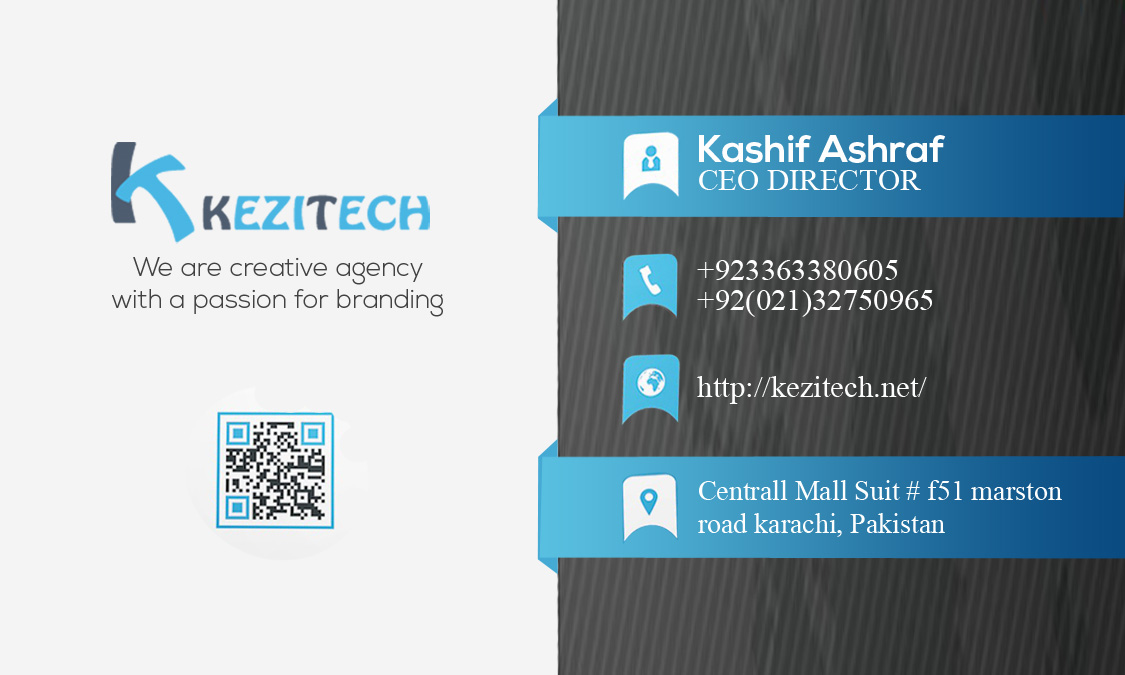 KEZITECH
We are creative agency
with a passion for branding
Kashif Ashraf
CEO DIRECTOR
+923363380605
+92(021)32750965
http://kezitech.net/
Centrall Mall Suit # f51 marston
road karachi, Pakistan